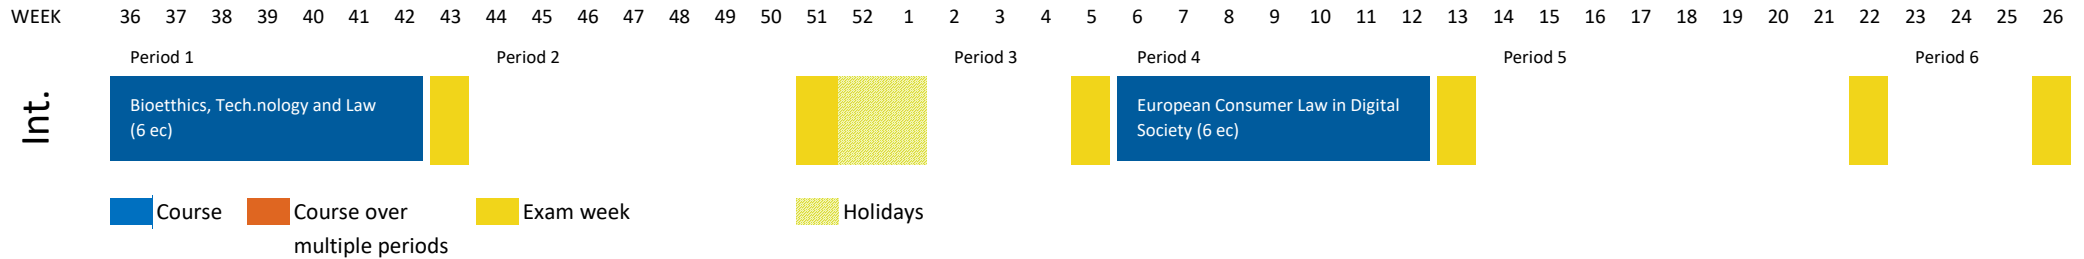 WEEK 36 37 38 39 40 41 42 43 44 45 46 47 48 49 50 51 52 1 2 3 4 5 6 7 8 9 10 11 12 13 14 15 16 17 18 19 20 21 22 23 24 25 26
Period 1 Period 2 Period 3 Period 4 Period 5 Period 6
Int.
Bioetthics, Tech.nology and Law
(6 ec)
European Consumer Law in Digital
Society (6 ec)
Course
Course over
multiple periods
Exam week
Holidays